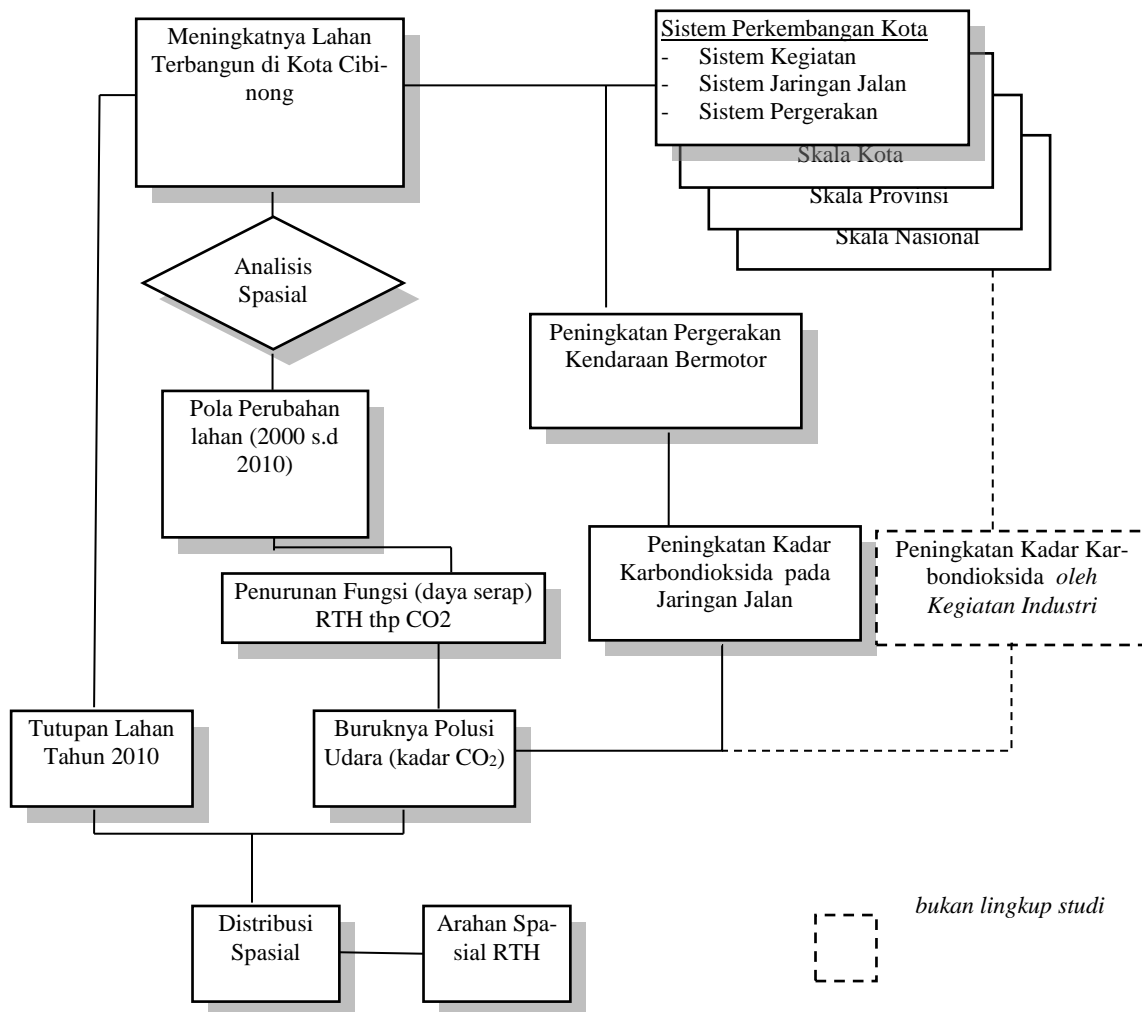 Meningkatnya Lahan
Terbangun di Kota Cibi-
nong
Sistem Perkembangan Kota
- Sistem Kegiatan
- Sistem Jaringan Jalan
- Sistem Pergerakan
Skala Kota
Skala Provinsi
Skala Nasional
Analisis
Spasial
Peningkatan Pergerakan
Kendaraan Bermotor
Pola Perubahan
lahan (2000 s.d
2010)
Peningkatan Kadar
Karbondioksida pada
Jaringan Jalan
Peningkatan Kadar Kar-
bondioksida oleh
Kegiatan Industri
Penurunan Fungsi (daya serap)
RTH thp CO2
Tutupan Lahan
Tahun 2010
Buruknya Polusi
Udara (kadar CO₂)
Distribusi
Spasial
Arahan Spa-
sial RTH
bukan lingkup studi